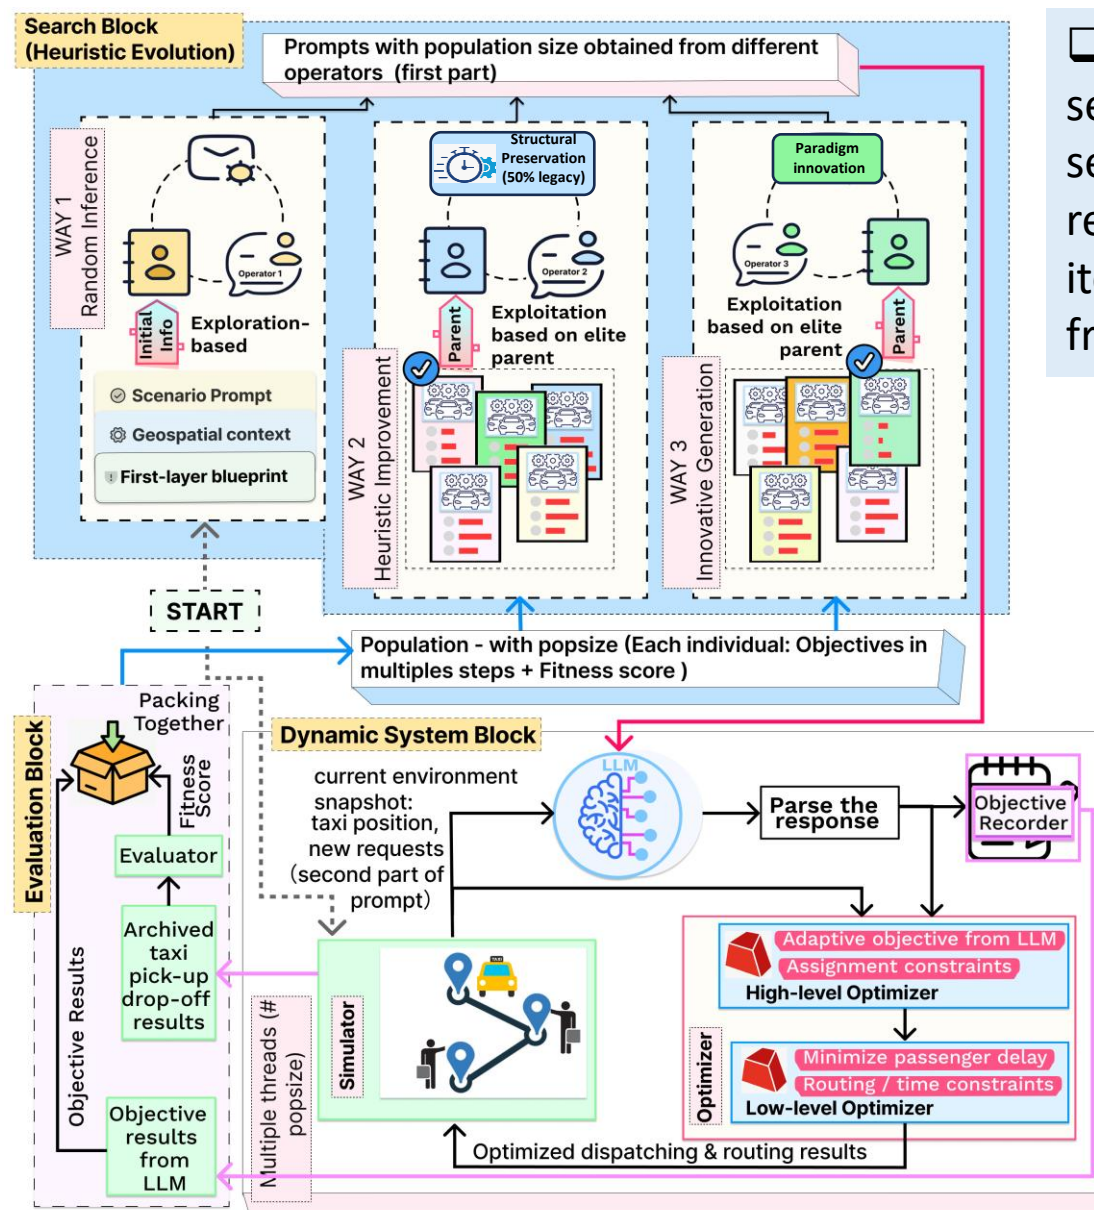 Search Block
(Heuristic Evolution)
Prompts with population size obtained from different
operators (first part)
WAY 1
Random Inference
Operator 1
Initial
Info
Exploration-
based
Scenario Prompt
Geospatial context
First-layer blueprint
WAY 2
Heuristic Improvement
Structural
Preservation
(50% legacy)
Operator 2
Parent
Exploitation
based on elite
parent
WAY 3
Innovative Generation
Paradigm
innovation
Operator 3
Exploitation
based on elite
parent
Parent
START
Population - with popsize (Each individual: Objectives in
multiples steps + Fitness score )
Evaluation Block
Packing
Together
Fitness
Score
Evaluator
Archived
taxi
pick-up
drop-off
results
Objective Results
Objective
results
from
LLM
Dynamic System Block
current environment
snapshot:
taxi position,
new requests
(second part of
prompt)
LLM
Parse the
response
Objective
Recorder
Multiple threads (#
popsize)
Simulator
TAXI
Optimizer
Adaptive objective from LLM
Assignment constraints
High-level Optimizer
Minimize passenger delay
Routing / time constraints
Low-level Optimizer
Optimized dispatching & routing results